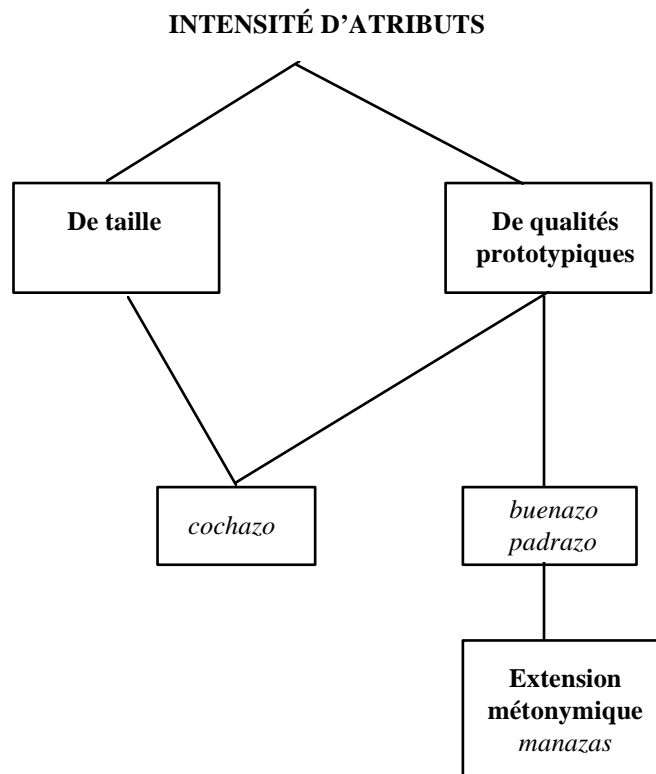 INTENSITÉ D’ATRIBUTS
De taille
De qualités
prototypiques
cochazo
buenazo
padrazo
Extension
métonymique
manazas